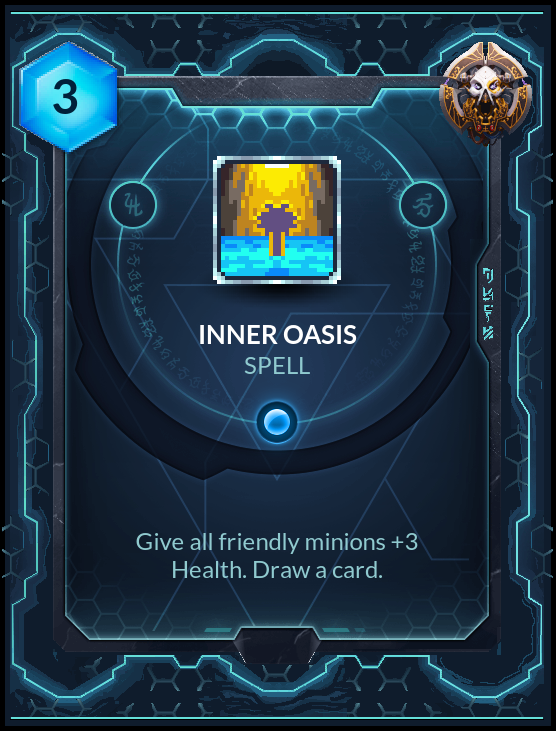 3
INNER OASIS
SPELL
Give all friendly minions +3
Health. Draw a card.